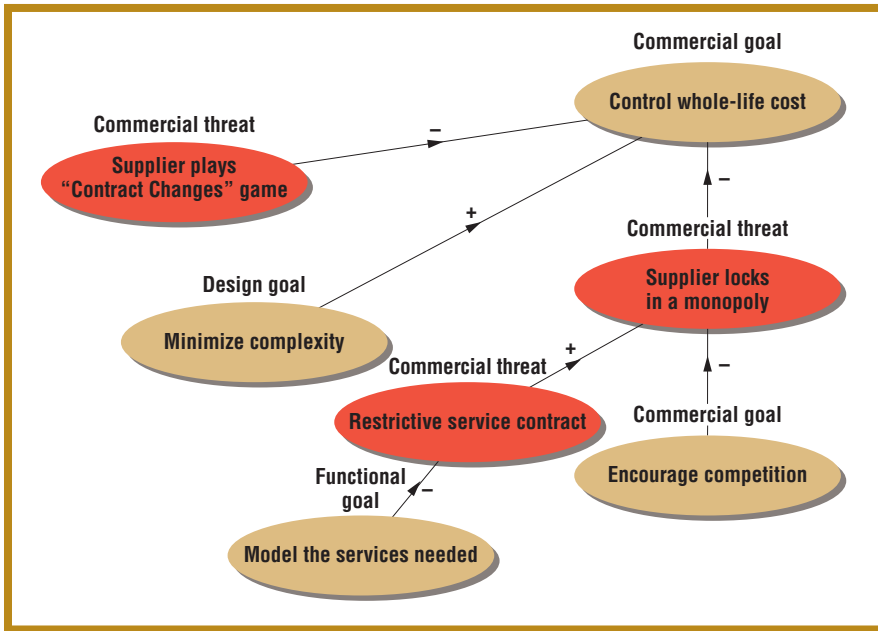 Commercial goal
Control whole-life cost
Commercial threat
Supplier plays
“Contract Changes” game
–
+
–
Commercial threat
Supplier locks
in a monopoly
Design goal
Minimize complexity
+
–
Commercial threat
Restrictive service contract
Commercial goal
Encourage competition
Functional
goal
–
Model the services needed